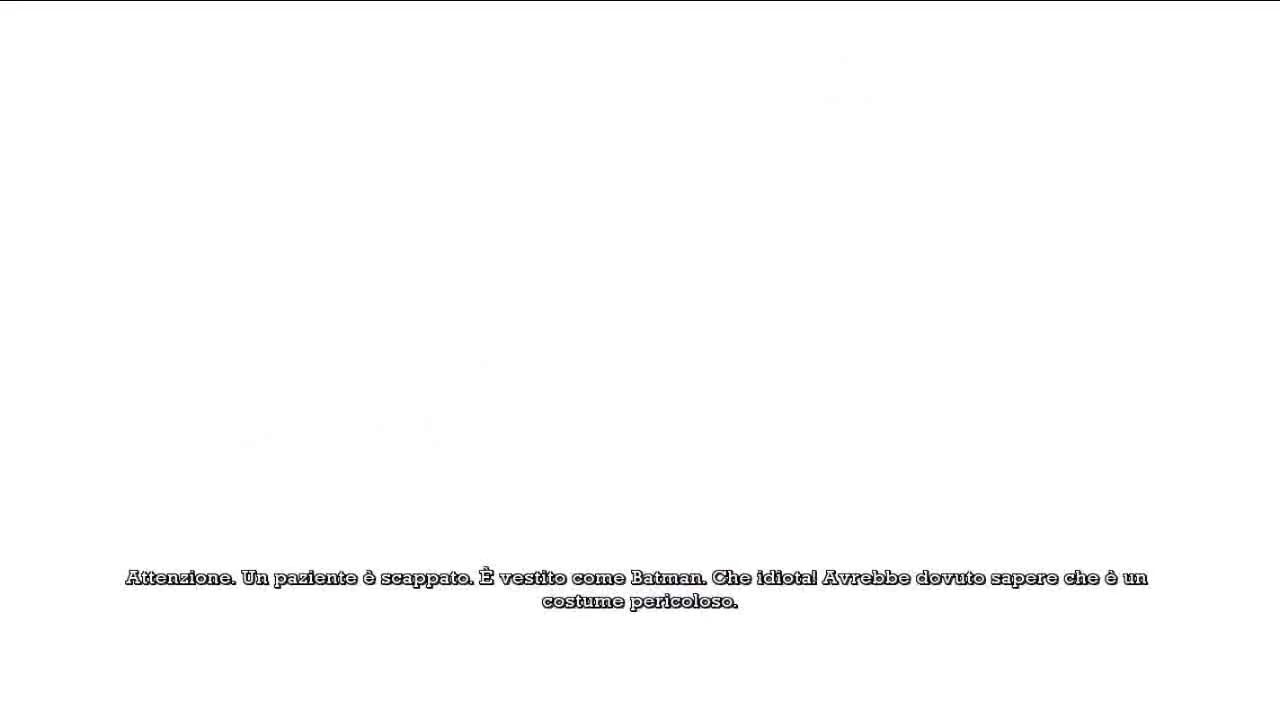 Attenzione. Un paziente è scappato. È vestito come Batman. Che idiota! Avrebbe dovuto sapere che è un
costume pericoloso.